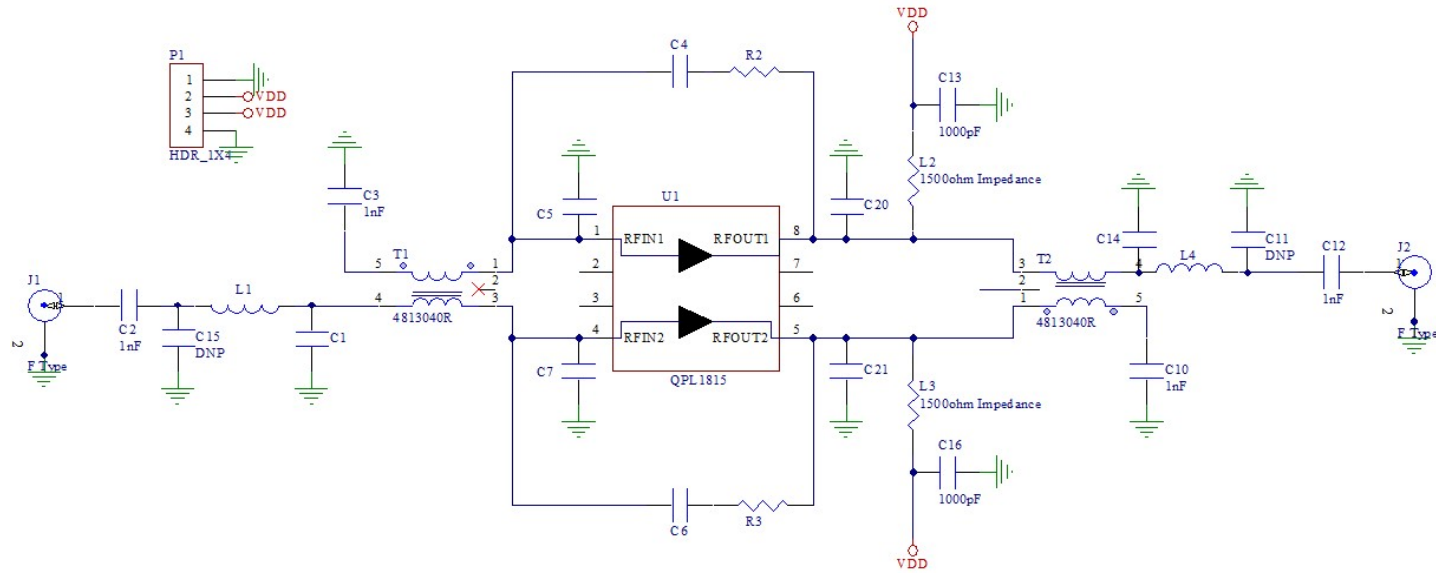 VDD
C4
R2
P1
1
2
VDD
3
VDD
4
HDR_1X4
C13
1000pF
C3
1nF
L2
1500ohm Impedance
U1
C5
C20
1
RFIN1
RFOUT1
8
C14
C11
DNP
C12
1nF
J2
1
2
F Type
T1
5
1
2
3
4
4813040R
2
3
4
RFIN2
7
6
RFOUT2
5
QPL1815
T2
3
4
2
1
5
4813040R
L4
J1
1
2
F Type
C2
1nF
C15
DNP
L1
C1
C7
C21
L3
1500ohm Impedance
C10
1nF
C16
1000pF
C6
R3
VDD